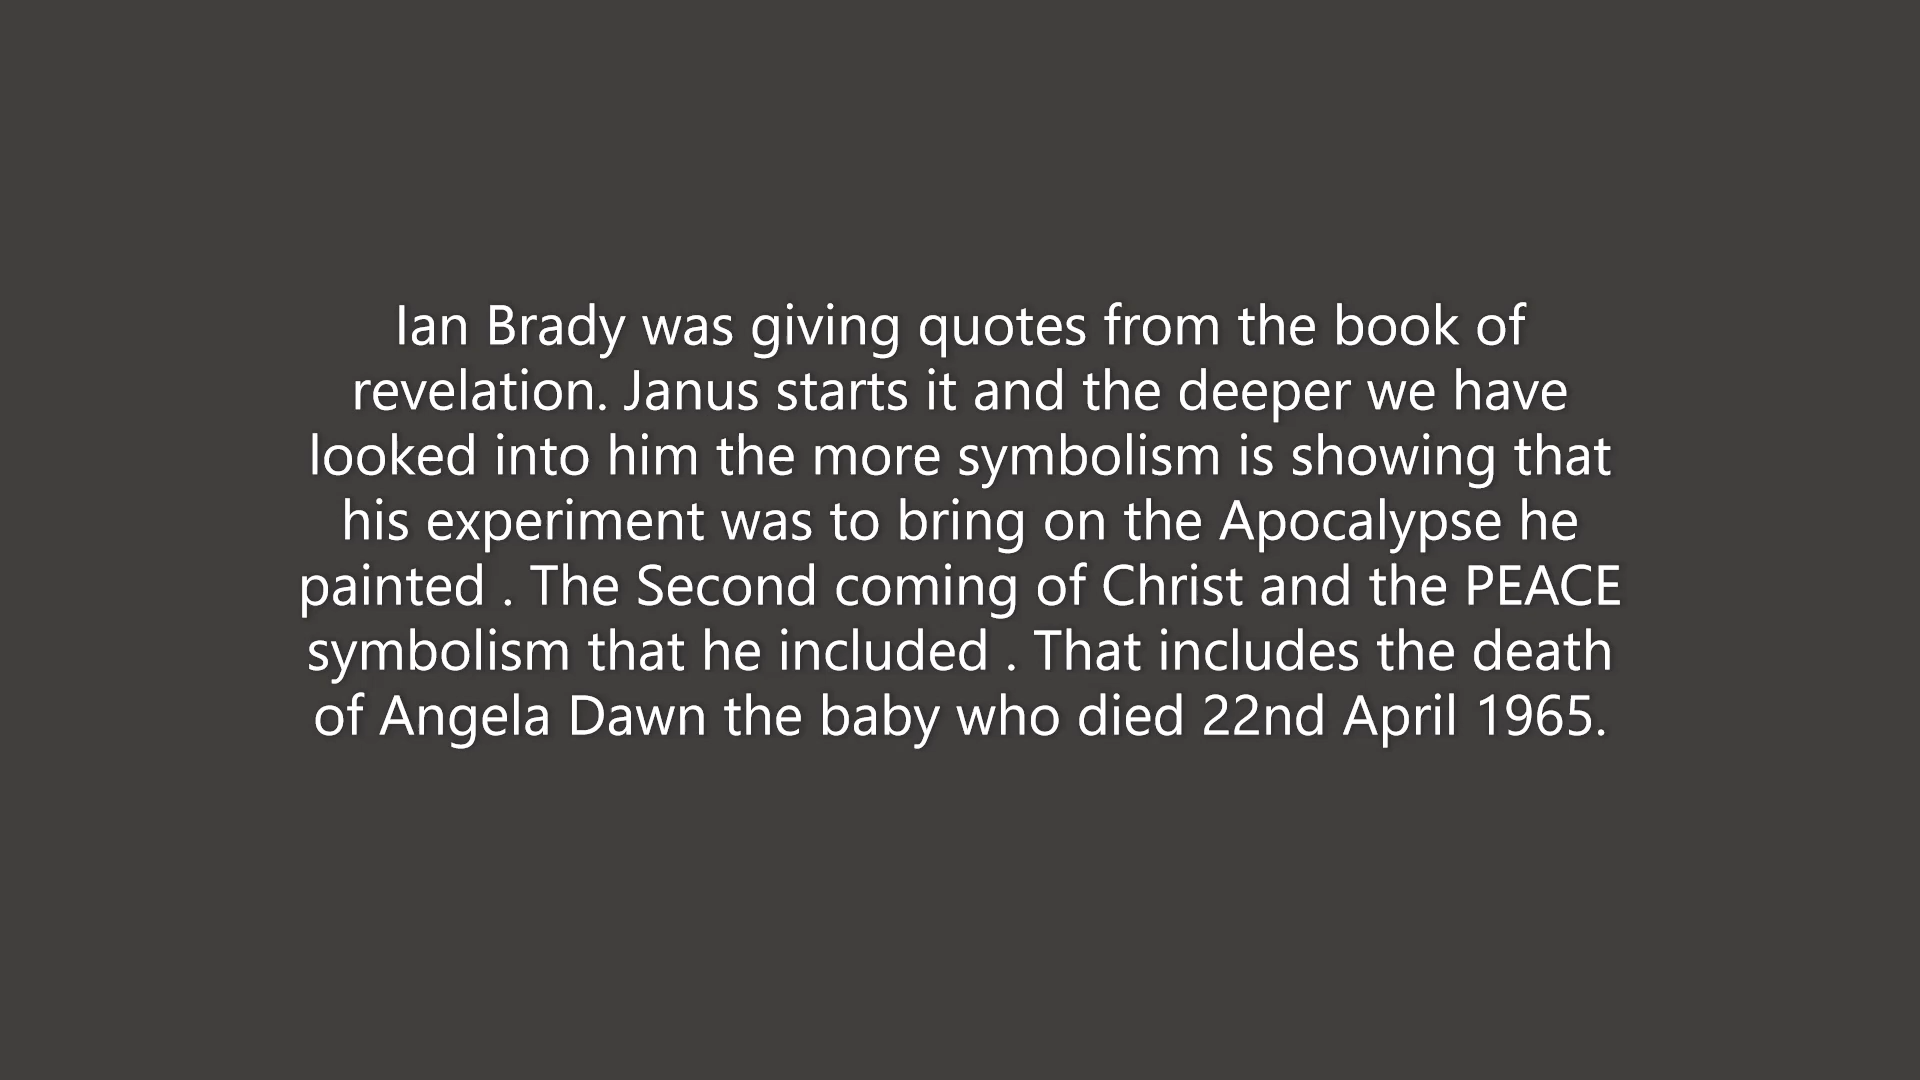 Ian Brady was giving quotes from the book of
revelation. Janus starts it and the deeper we have
looked into him the more symbolism is showing that
his experiment was to bring on the Apocalypse he
painted . The Second coming of Christ and the PEACE
symbolism that he included . That includes the death
of Angela Dawn the baby who died 22nd April 1965.